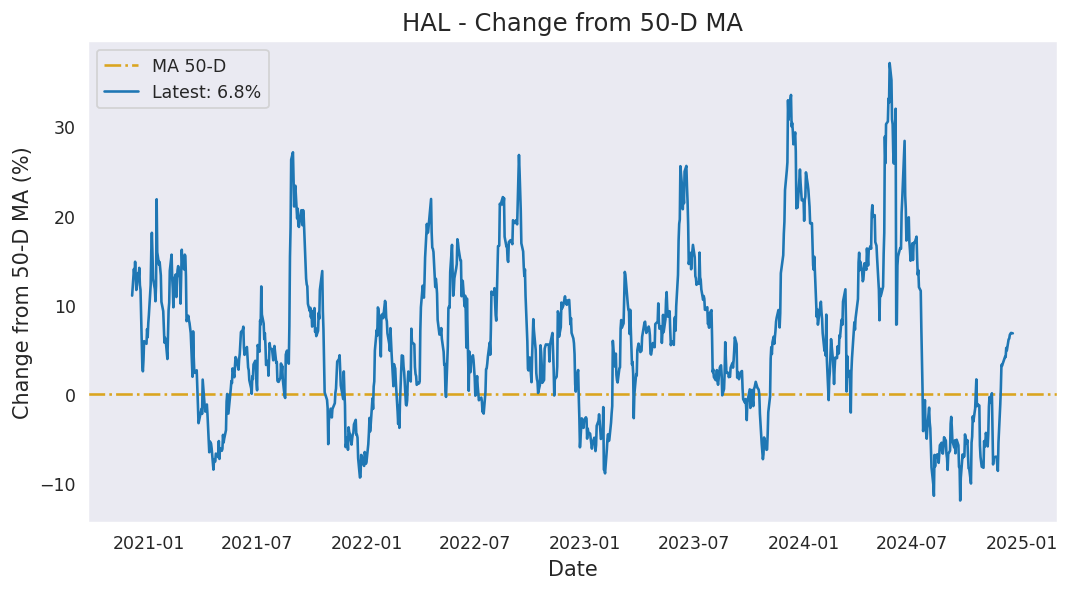 HAL - Change from 50-D MA
MA 50-D
Latest: 6.8%
Change from 50-D MA (%)
30
20
10
0
−10
2021-01
2021-07
2022-01
2022-07
2023-01
2023-07
2024-01
2024-07
2025-01
Date